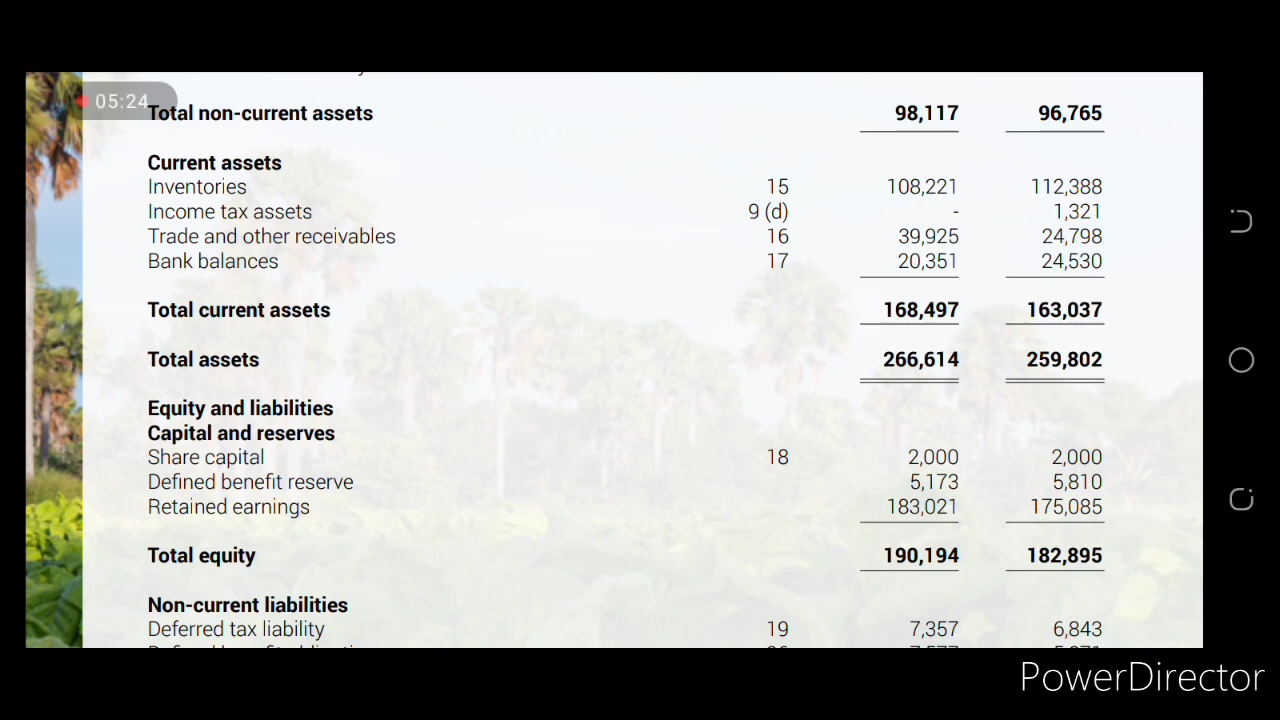 05:24
Total non-current assets 98,117 96,765
Current assets
Inventories 15 108,221 112,388
Income tax assets 9 (d) - 1,321
Trade and other receivables 16 39,925 24,798
Bank balances 17 20,351 24,530
Total current assets 168,497 163,037
Total assets 266,614 259,802
Equity and liabilities
Capital and reserves
Share capital 18 2,000 2,000
Defined benefit reserve 5,173 5,810
Retained earnings 183,021 175,085
Total equity 190,194 182,895
Non-current liabilities
Deferred tax liability 19 7,357 6,843
PowerDirector